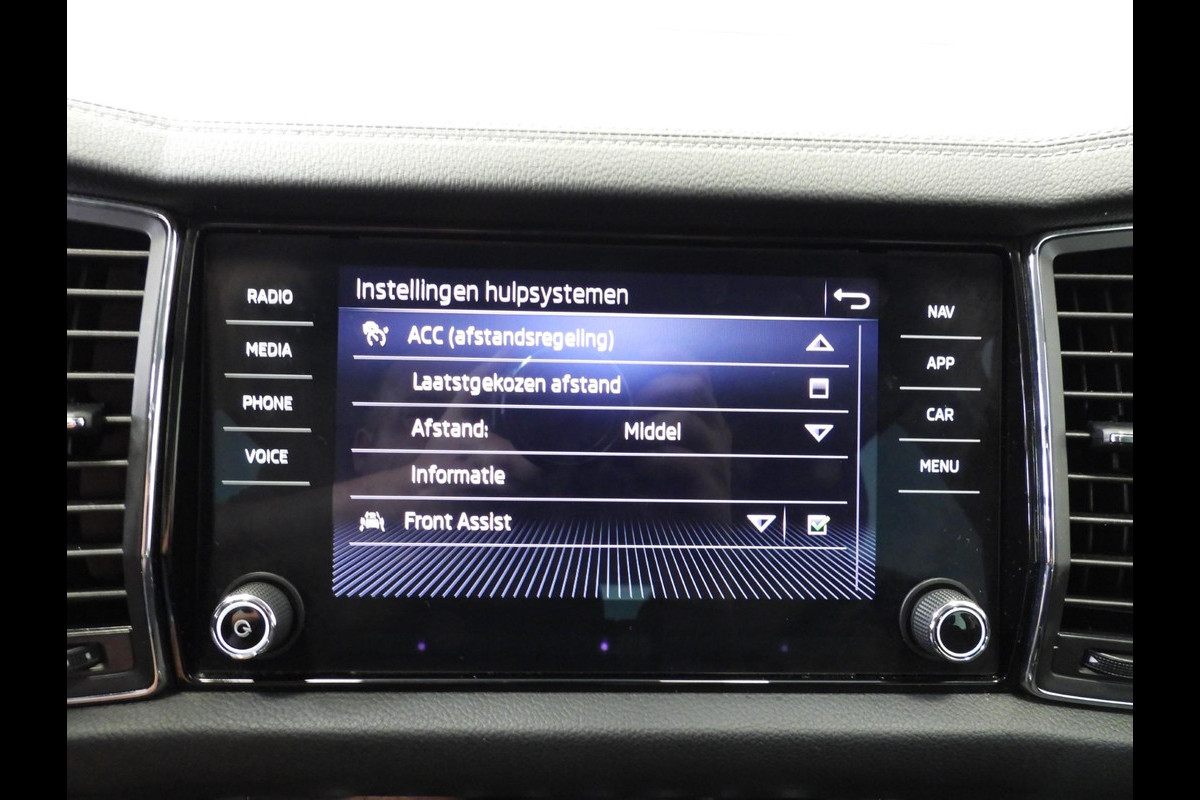 Instellingen hulpsystemen
RADIO
MEDIA
PHONE
VOICE
ACC (afstandsregeling)
Laatstgekozen afstand
Afstand: Middel
Informatie
Front Assist
NAV
APP
CAR
MENU